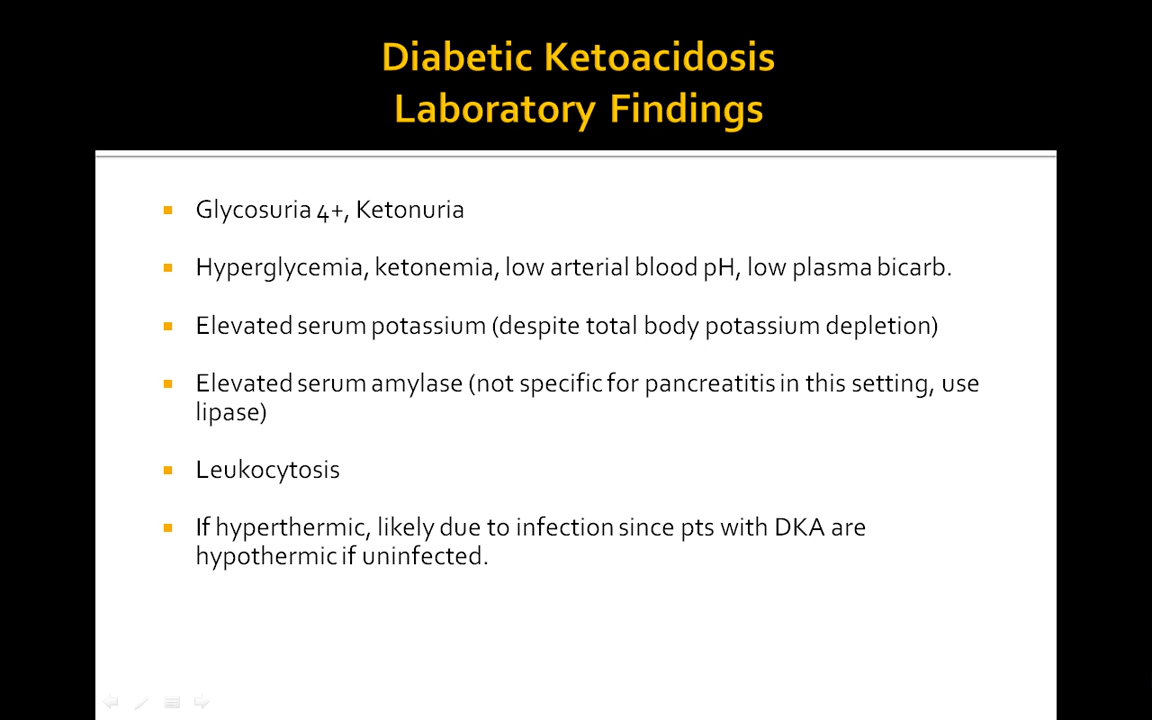 Diabetic Ketoacidosis
Laboratory Findings
Glycosuria 4+, Ketonuria
Hyperglycemia, ketonemia, low arterial blood pH, low plasma bicarb.
Elevated serum potassium (despite total body potassium depletion)
Elevated serum amylase (not specific for pancreatitis in this setting, use
lipase)
Leukocytosis
If hyperthermic, likely due to infection since pts with DKA are
hypothermic if uninfected.